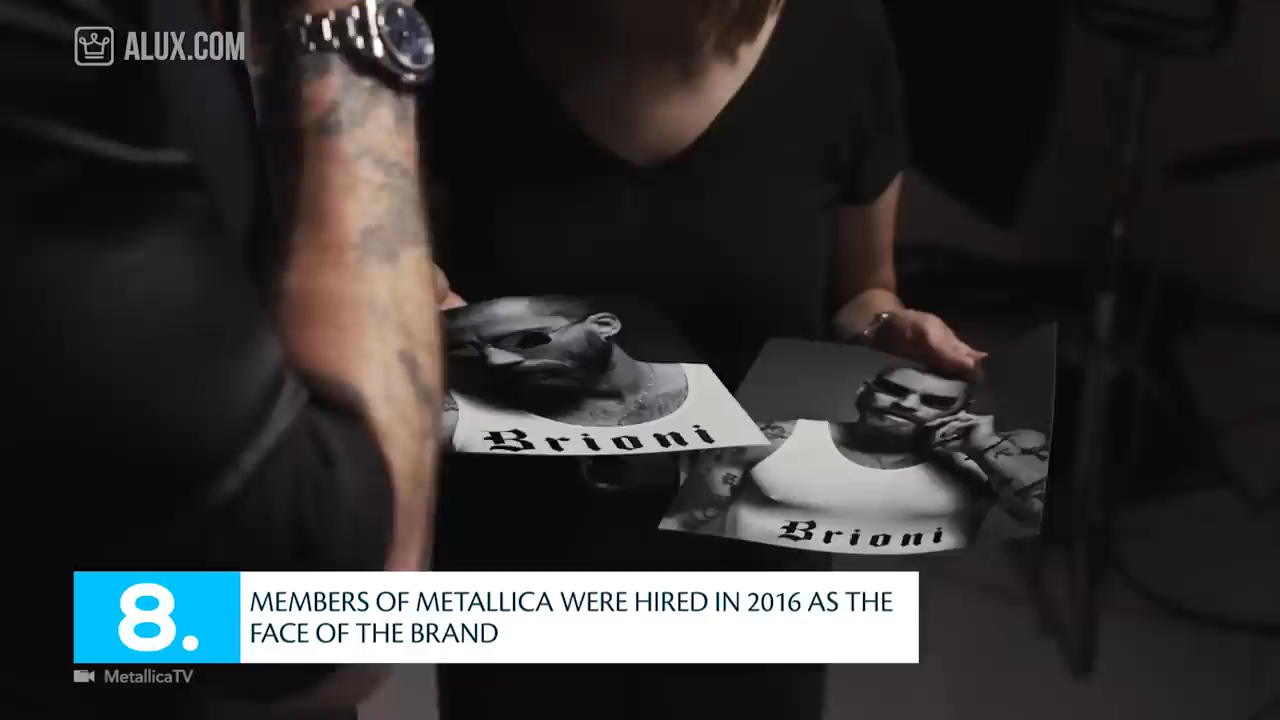 ALUX.COM
Brioni
Brioni
8.
MEMBERS OF METALLICA WERE HIRED IN 2016 AS THE
FACE OF THE BRAND
MetallicaTV